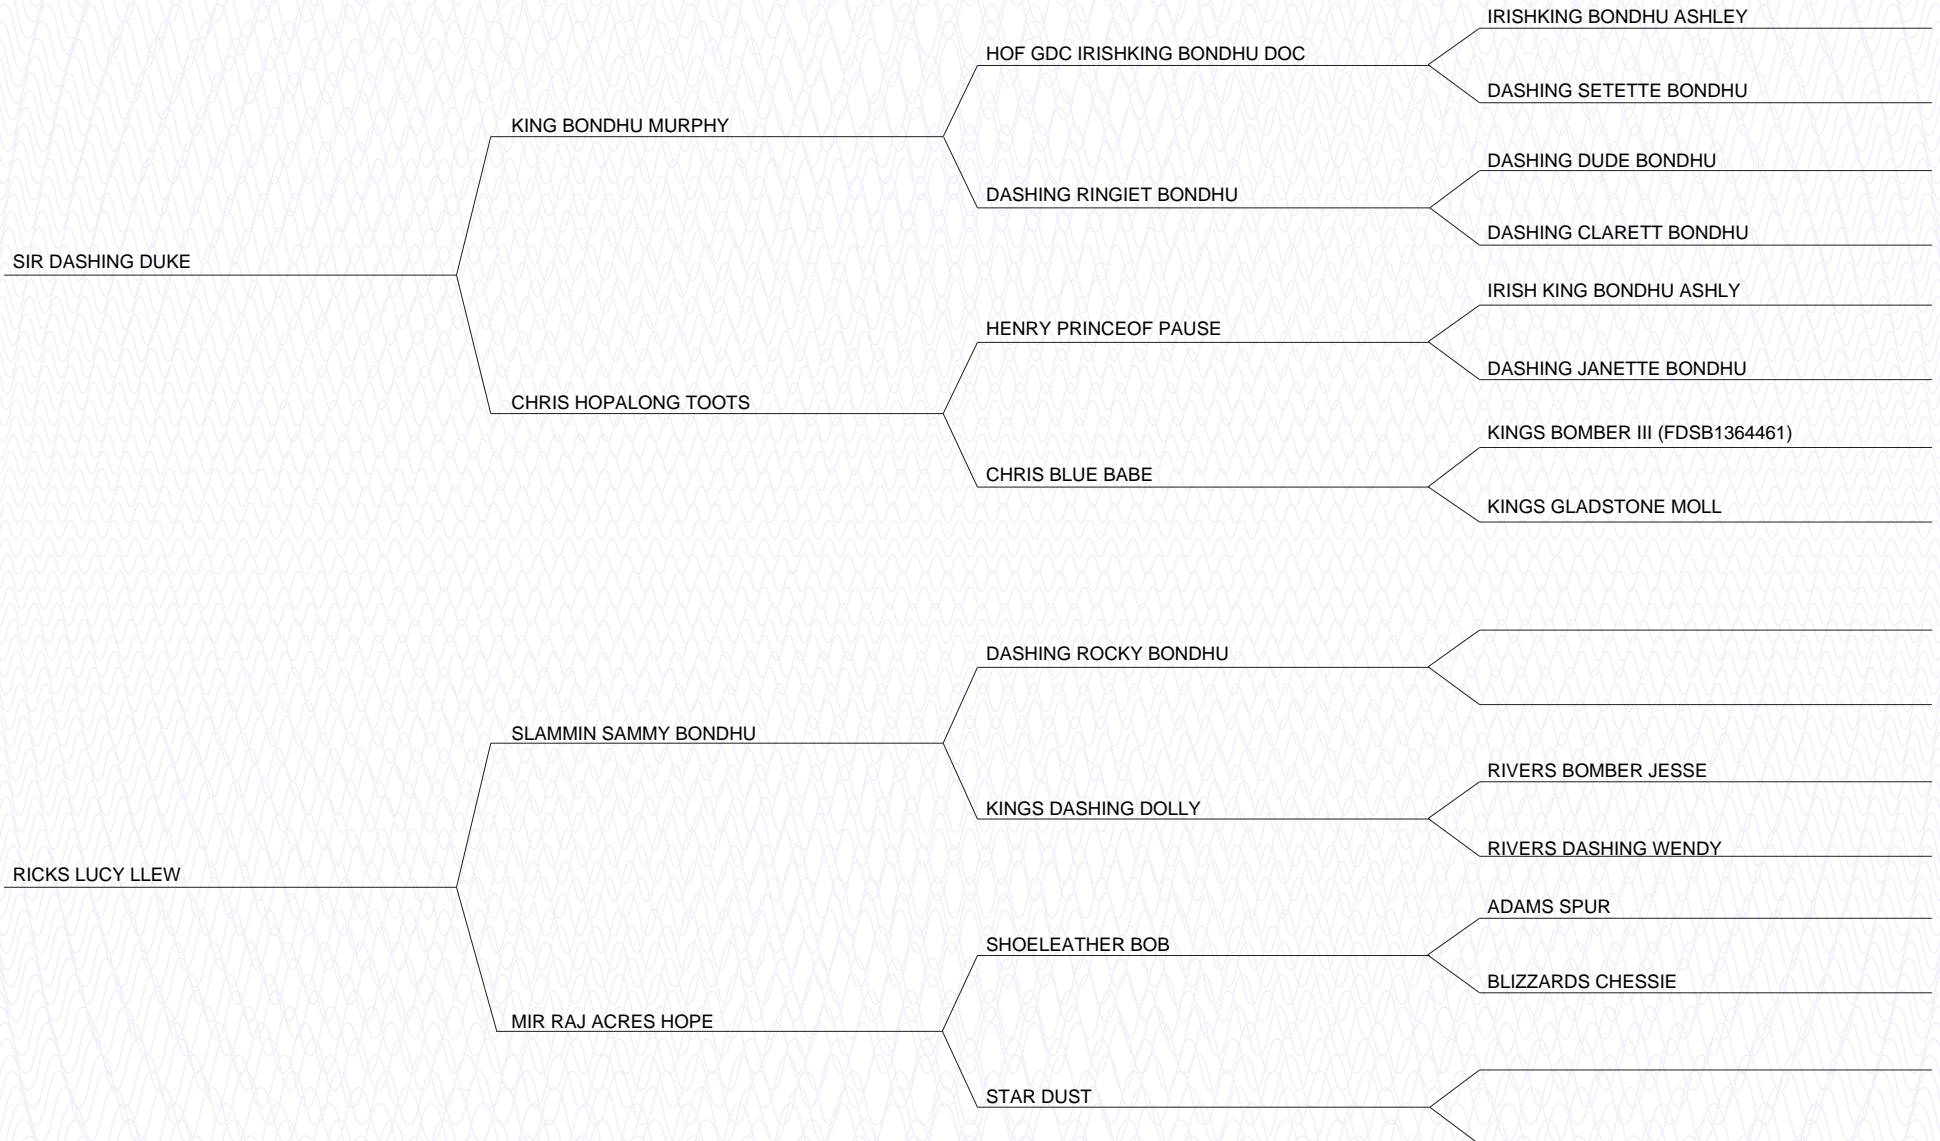 IRISHKING BONDHU ASHLEY
HOF GDC IRISHKING BONDHU DOC
DASHING SETETTE BONDHU
KING BONDHU MURPHY
DASHING DUDE BONDHU
DASHING RINGIET BONDHU
DASHING CLARETT BONDHU
SIR DASHING DUKE
IRISH KING BONDHU ASHLY
HENRY PRINCEOF PAUSE
DASHING JANETTE BONDHU
CHRIS HOPALONG TOOTS
KINGS BOMBER III (FDSB1364461)
CHRIS BLUE BABE
KINGS GLADSTONE MOLL
DASHING ROCKY BONDHU
SLAMMIN SAMMY BONDHU
RIVERS BOMBER JESSE
KINGS DASHING DOLLY
RIVERS DASHING WENDY
RICKS LUCY LLEW
ADAMS SPUR
SHOELEATHER BOB
BLIZZARDS CHESSIE
MIR RAJ ACRES HOPE
STAR DUST